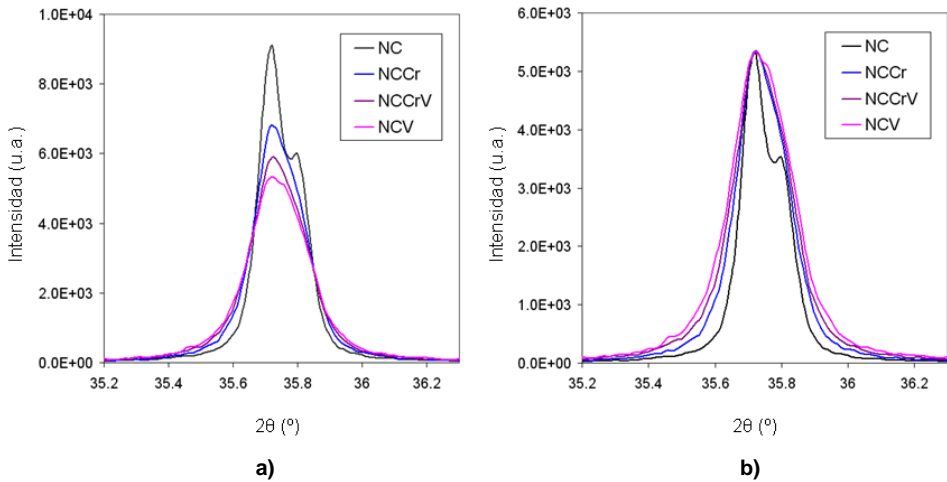 1.0E+04
8.0E+03
6.0E+03
4.0E+03
2.0E+03
0.0E+00
Intensidad (u.a.)
NC
NCCr
NCCrV
NCV
35.2
35.4
35.6
35.8
36
36.2
2θ (º)
a)
6.0E+03
5.0E+03
4.0E+03
3.0E+03
2.0E+03
1.0E+03
0.0E+00
Intensidad (u.a.)
NC
NCCr
NCCrV
NCV
35.2
35.4
35.6
35.8
36
36.2
2θ (º)
b)